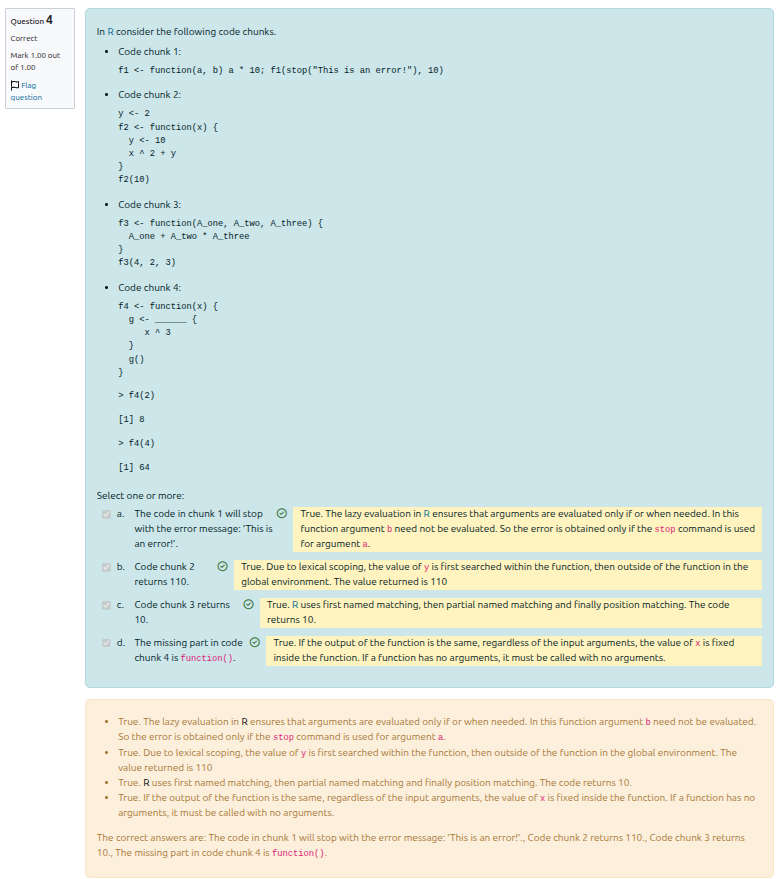 Question 4
Correct
Mark 1.00 out
of 1.00
Flag
question
In R consider the following code chunks.
• Code chunk 1:
f1 <- function(a, b) a * 10; f1(stop("This is an error!"), 10)
• Code chunk 2:
y <- 2
f2 <- function(x) {
  y <- 10
  x ^ 2 + y
}
f2(10)
• Code chunk 3:
f3 <- function(A_one, A_two, A_three) {
  A_one + A_two * A_three
}
f3(4, 2, 3)
• Code chunk 4:
f4 <- function(x) {
  g <- ______ {
     x ^ 3
  }
  g()
}
> f4(2)
[1] 8
> f4(4)
[1] 64
Select one or more:
a. The code in chunk 1 will stop
with the error message: 'This is
an error!'.
True. The lazy evaluation in R ensures that arguments are evaluated only if or when needed. In this
function argument b need not be evaluated. So the error is obtained only if the stop command is used
for argument a.
b. Code chunk 2
returns 110.
True. Due to lexical scoping, the value of y is first searched within the function, then outside of the function in the
global environment. The value returned is 110
c. Code chunk 3 returns
10.
True. R uses first named matching, then partial named matching and finally position matching. The code
returns 10.
d. The missing part in code
chunk 4 is function().
True. If the output of the function is the same, regardless of the input arguments, the value of x is fixed
inside the function. If a function has no arguments, it must be called with no arguments.
• True. The lazy evaluation in R ensures that arguments are evaluated only if or when needed. In this function argument b need not be evaluated.
So the error is obtained only if the stop command is used for argument a.
• True. Due to lexical scoping, the value of y is first searched within the function, then outside of the function in the global environment. The
value returned is 110
• True. R uses first named matching, then partial named matching and finally position matching. The code returns 10.
• True. If the output of the function is the same, regardless of the input arguments, the value of x is fixed inside the function. If a function has no
arguments, it must be called with no arguments.
The correct answers are: The code in chunk 1 will stop with the error message: 'This is an error!'., Code chunk 2 returns 110., Code chunk 3 returns
10., The missing part in code chunk 4 is function().